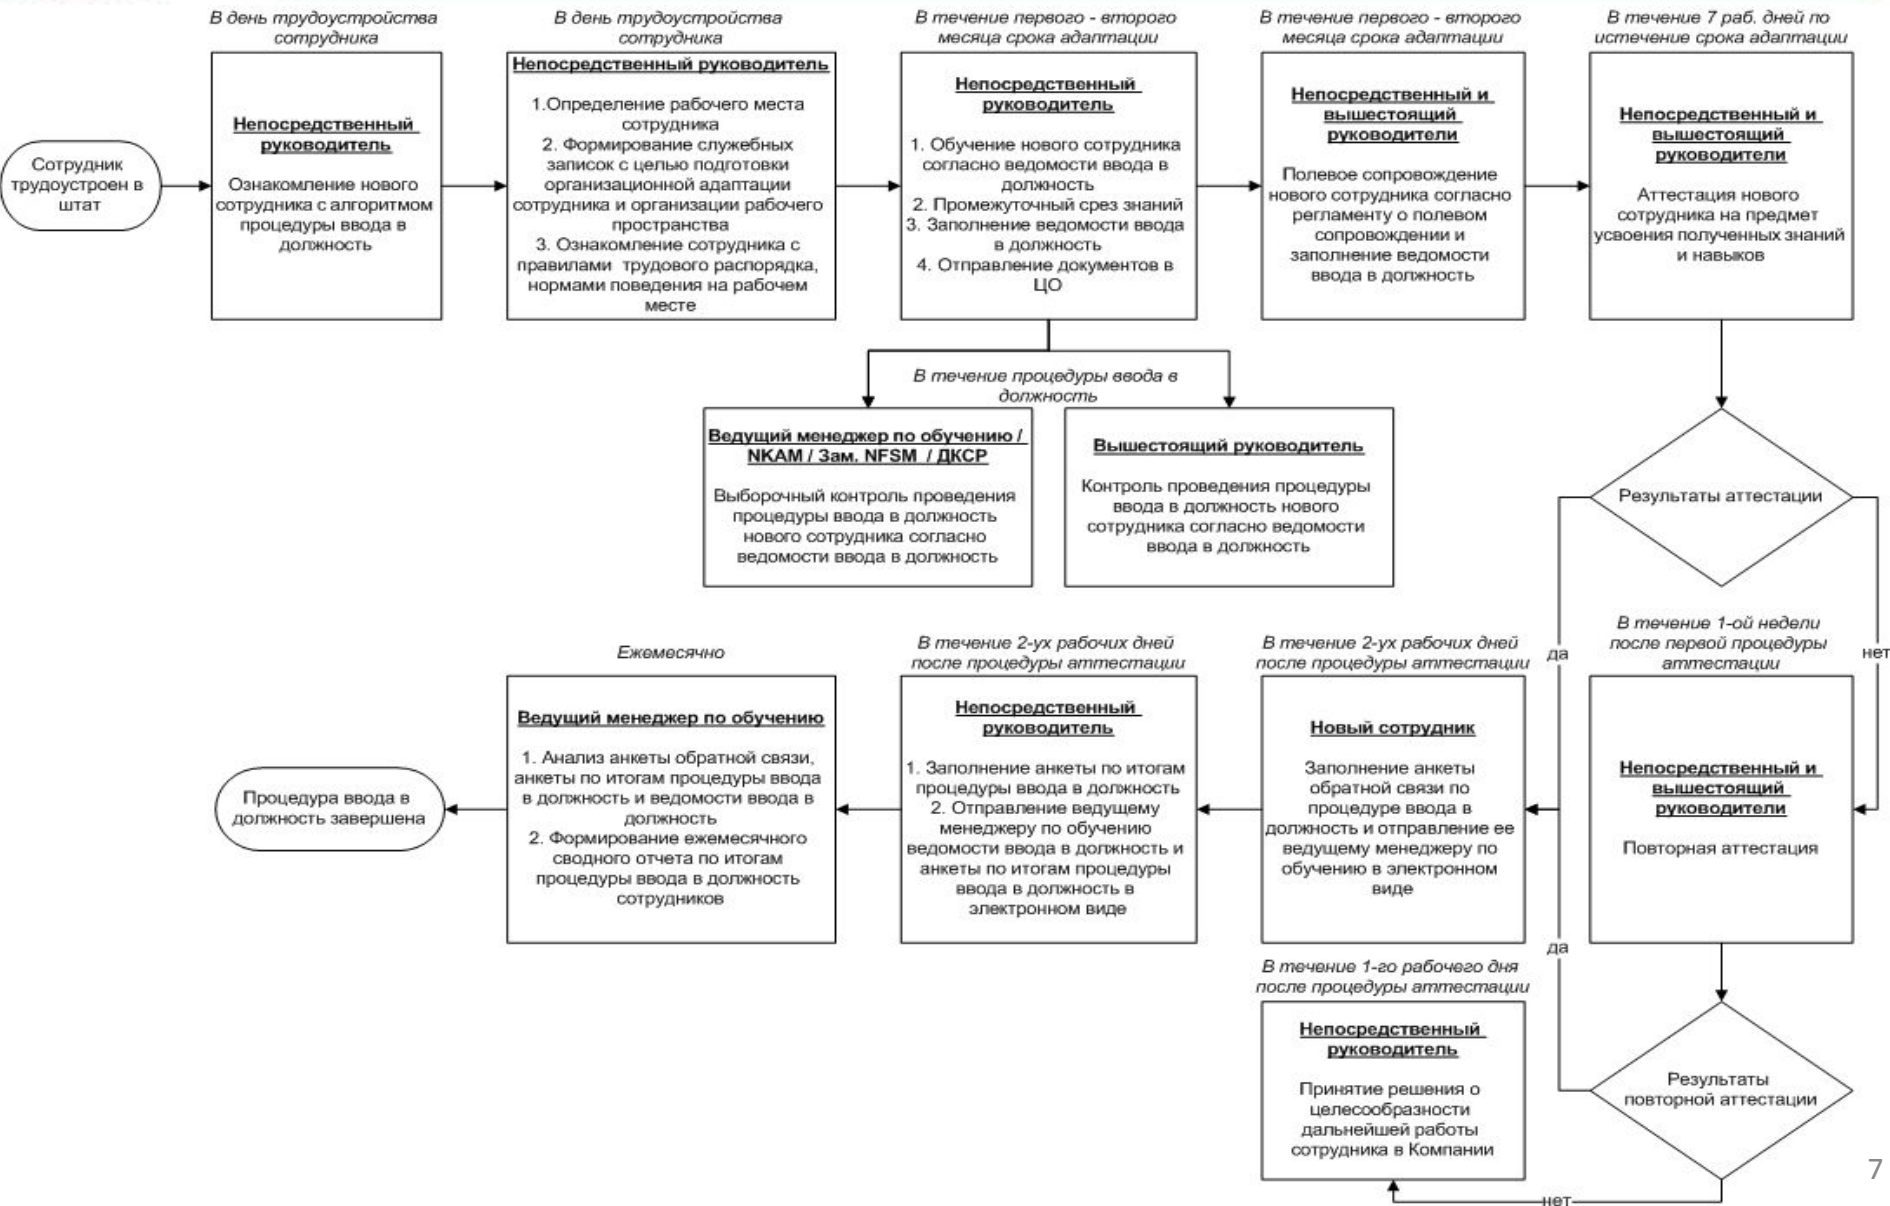 Сотрудник
трудоустроен в
штат
В день трудоустройства
сотрудника
Непосредственный
руководитель
Ознакомление нового
сотрудника с алгоритмом
процедуры ввода в
должность
В день трудоустройства
сотрудника
Непосредственный руководитель
1.Определение рабочего места
сотрудника
2. Формирование служебных
записок с целью подготовки
организационной адаптации
сотрудника и организации рабочего
пространства
3. Ознакомление сотрудника с
правилами трудового распорядка,
нормами поведения на рабочем
месте
В течение первого - второго
месяца срока адаптации
Непосредственный
руководитель
1. Обучение нового сотрудника
согласно ведомости ввода в
должность
2. Промежуточный срез знаний
3. Заполнение ведомости ввода
в должность
4. Отправление документов в
ЦО
В течение первого - второго
месяца срока адаптации
Непосредственный и
вышестоящий
руководители
Полевое сопровождение
нового сотрудника согласно
регламенту о полевом
сопровождении и
заполнение ведомости
ввода в должность
В течение 7 раб. дней по
истечение срока адаптации
Непосредственный и
вышестоящий
руководители
Аттестация нового
сотрудника на предмет
усвоения полученных знаний
и навыков
В течение процедуры ввода в
должность
Ведущий менеджер по обучению /
NKAM / Зам. NFSM / ДКСР
Выборочный контроль проведения
процедуры ввода в должность
нового сотрудника согласно
ведомости ввода в должность
Вышестоящий руководитель
Контроль проведения процедуры
ввода в должность нового
сотрудника согласно ведомости
ввода в должность
Результаты аттестации
да
нет
В течение 1-ой недели
после первой процедуры
аттестации
Непосредственный и
вышестоящий
руководители
Повторная аттестация
В течение 2-ух рабочих дней
после процедуры аттестации
Новый сотрудник
Заполнение анкеты
обратной связи по
процедуре ввода в
должность и отправление ее
ведущему менеджеру по
обучению в электронном
виде
В течение 2-ух рабочих дней
после процедуры аттестации
Непосредственный
руководитель
1. Заполнение анкеты по итогам
процедуры ввода в должность
2. Отправление ведущему
менеджеру по обучению
ведомости ввода в должность и
анкеты по итогам процедуры
ввода в должность в
электронном виде
Ежемесячно
Ведущий менеджер по обучению
1. Анализ анкеты обратной связи,
анкеты по итогам процедуры ввода
в должность и ведомости ввода в
должность
2. Формирование ежемесячного
сводного отчета по итогам
процедуры ввода в должность
сотрудников
Процедура ввода в
должность завершена
да
Результаты
повторной аттестации
нет
В течение 1-го рабочего дня
после процедуры аттестации
Непосредственный
руководитель
Принятие решения о
целесообразности
дальнейшей работы
сотрудника в Компании
7